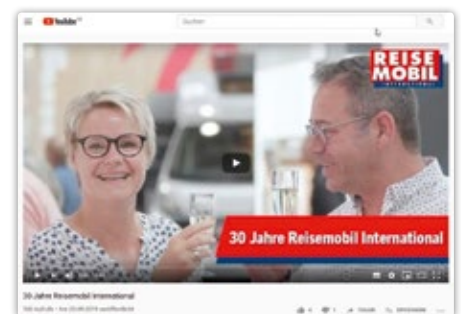 YouTube
Suchen
REISE
MOBIL
INTERNATIONAL
30 Jahre Reisemobil International
30 Jahre Reisemobil International